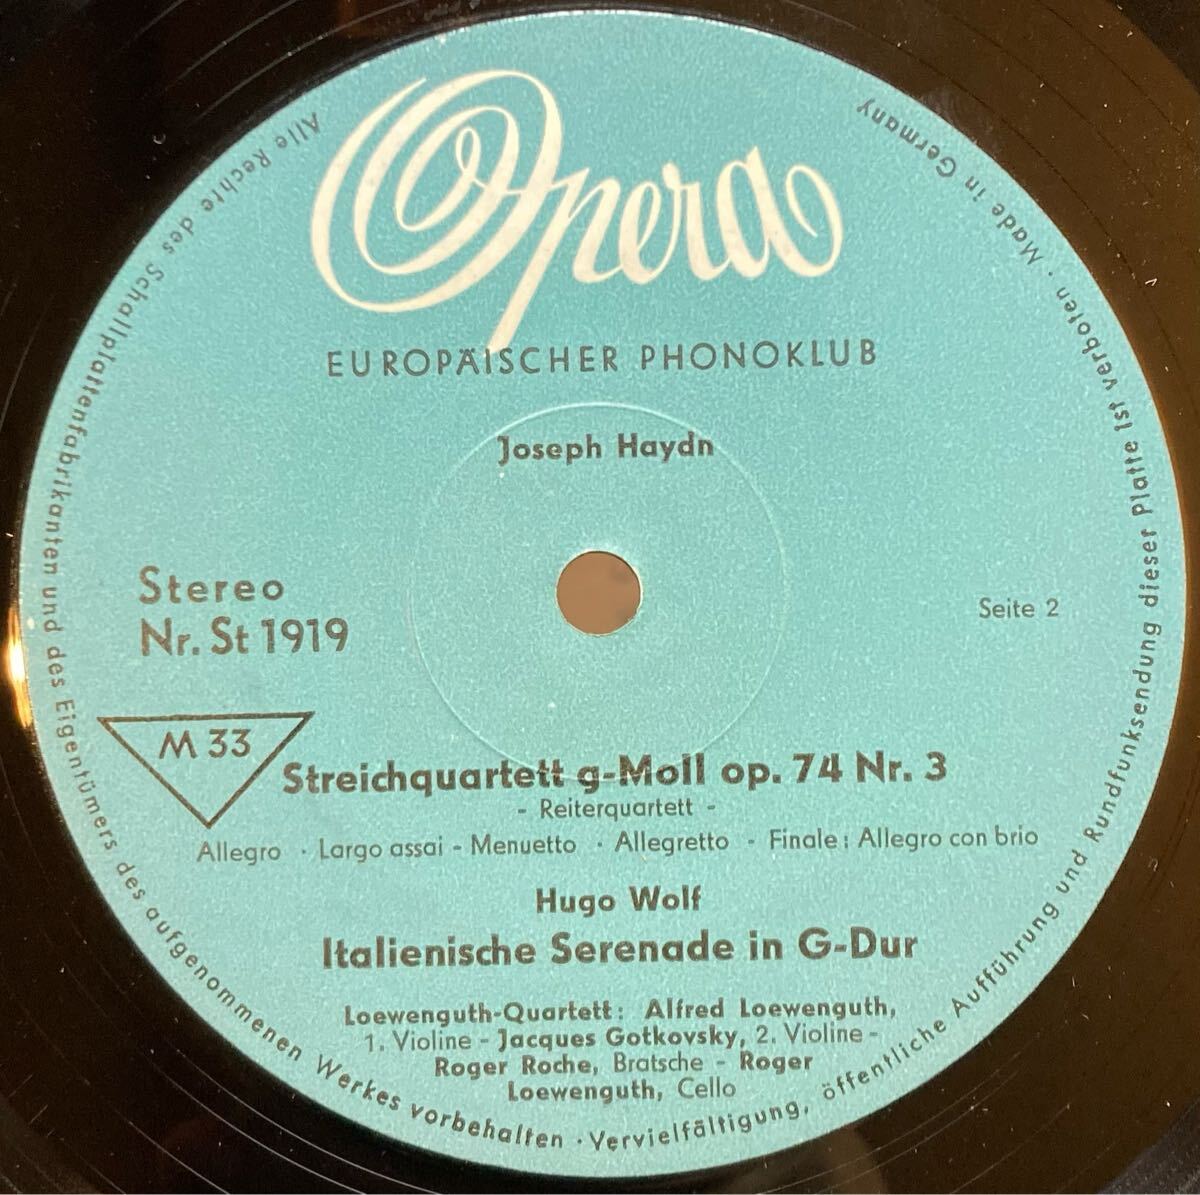 Opera
EUROPÄISCHER PHONOKLUB
Joseph Haydn
Stereo
Nr. St 1919
Seite 2
M 33
Streichquartett g-Moll op. 74 Nr. 3
- Reiterquartett -
Allegro · Largo assai - Menuetto · Allegretto - Finale: Allegro con brio
Hugo Wolf
Italienische Serenade in G-Dur
Loewenguth-Quartett: Alfred Loewenguth,
1. Violine - Jacques Gotkovsky, 2. Violine -
Roger Roche, Bratsche - Roger
Loewenguth, Cello
Alle Rechte des Schallplattenfabrikanten und des Eigentümers des aufgenommenen Werkes vorbehalten · Vervielfältigung, öffentliche Aufführung und Rundfunksendung dieser Platte ist verboten · Made in Germany